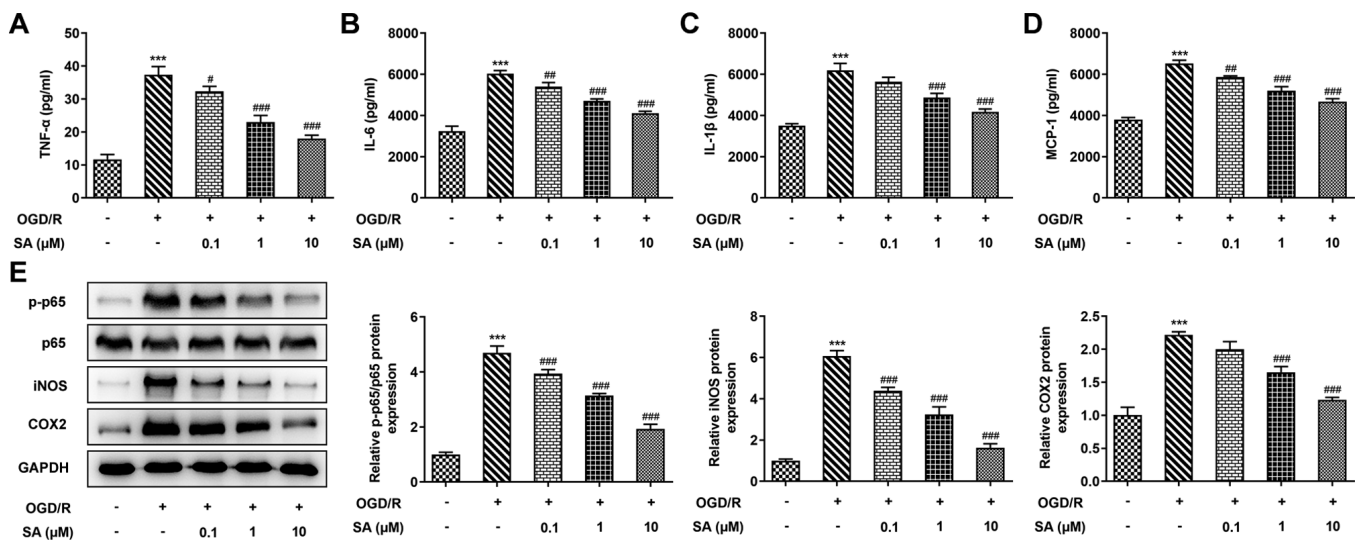 A
TNF-α (pg/ml)
50
40
30
20
10
0
***
#
###
###
OGD/R - + + + +
SA (μM) - - 0.1 1 10
B
IL-6 (pg/ml)
8000
6000
4000
2000
0
***
##
###
###
OGD/R - + + + +
SA (μM) - - 0.1 1 10
C
IL-1β (pg/ml)
8000
6000
4000
2000
0
***
###
###
OGD/R - + + + +
SA (μM) - - 0.1 1 10
D
MCP-1 (pg/ml)
8000
6000
4000
2000
0
***
##
###
###
OGD/R - + + + +
SA (μM) - - 0.1 1 10
E
p-p65
p65
iNOS
COX2
GAPDH
OGD/R - + + + +
SA (μM) - - 0.1 1 10
Relative p-p65/p65 protein
expression
6
4
2
0
***
###
###
###
OGD/R - + + + +
SA (μM) - - 0.1 1 10
Relative iNOS protein
expression
8
6
4
2
0
***
###
###
###
OGD/R - + + + +
SA (μM) - - 0.1 1 10
Relative COX2 protein
expression
2.5
2.0
1.5
1.0
0.5
0.0
***
###
###
OGD/R - + + + +
SA (μM) - - 0.1 1 10